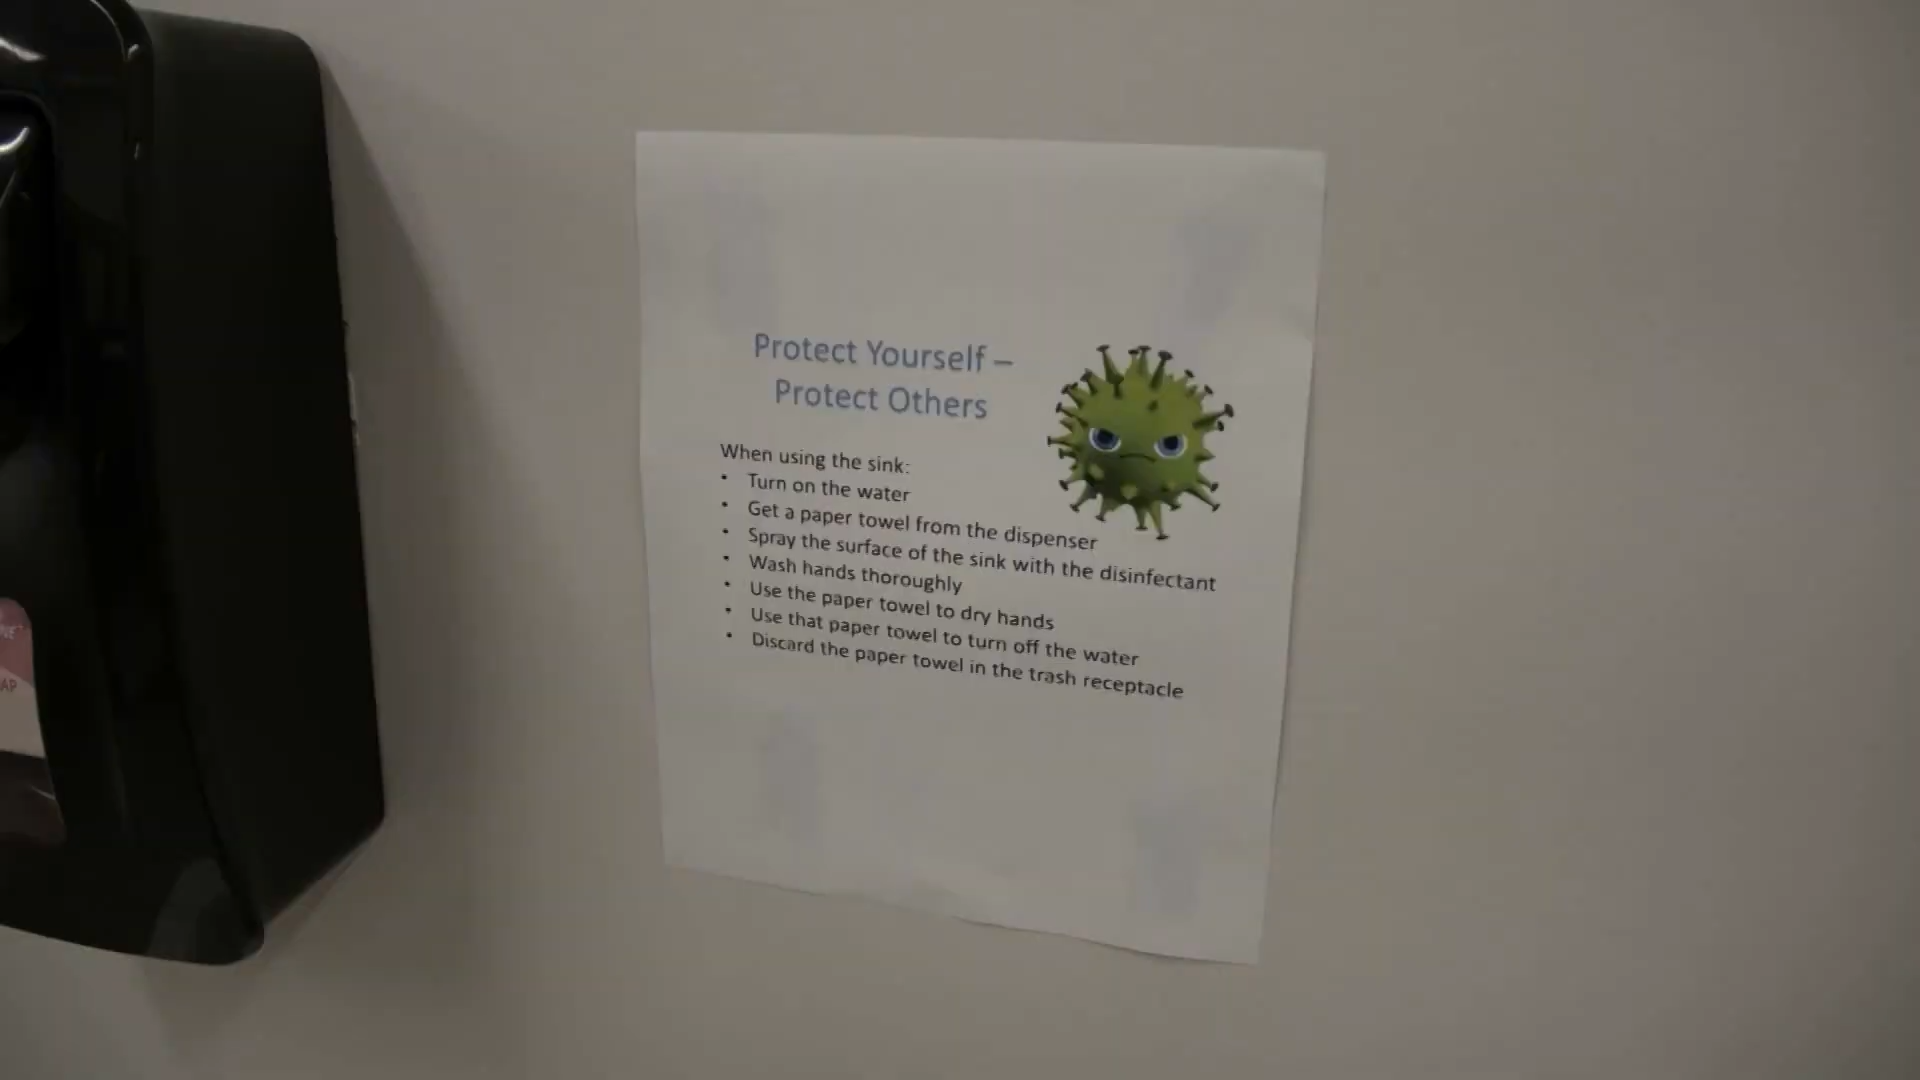 Protect Yourself –
Protect Others
When using the sink:
• Turn on the water
• Get a paper towel from the dispenser
• Spray the surface of the sink with the disinfectant
• Wash hands thoroughly
• Use the paper towel to dry hands
• Use that paper towel to turn off the water
• Discard the paper towel in the trash receptacle